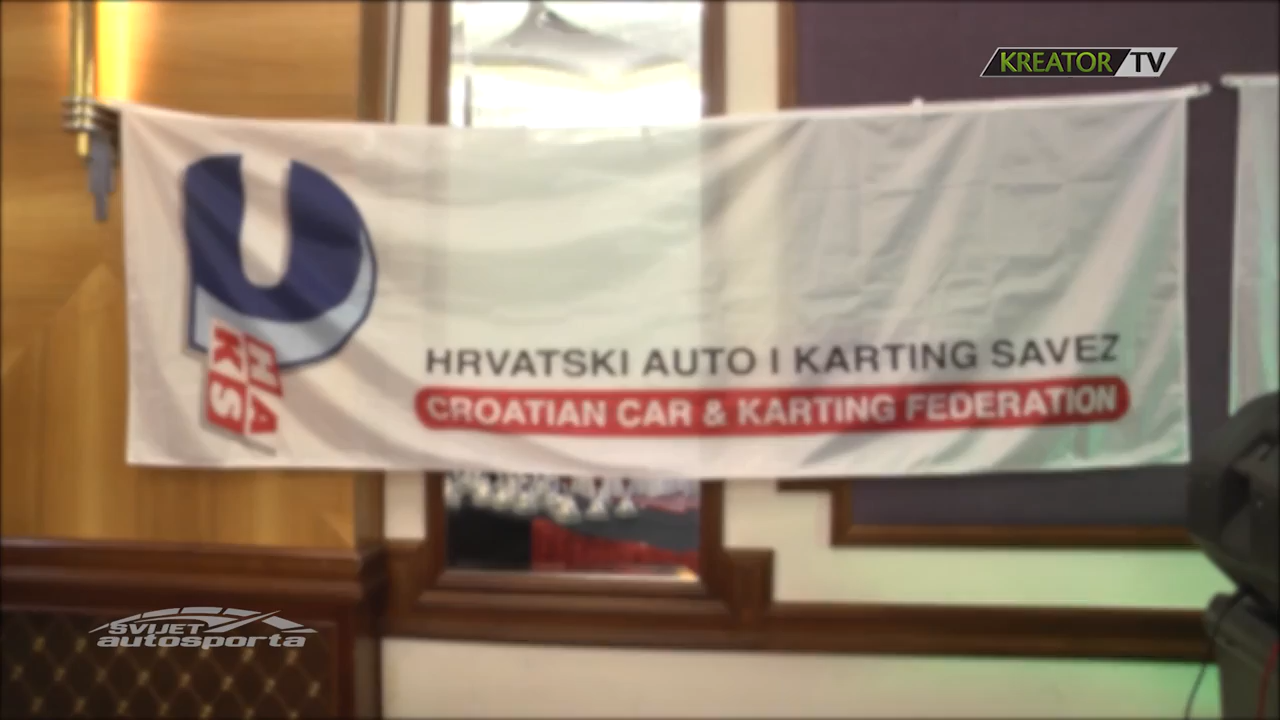 KREATOR TV
HAKS
HRVATSKI AUTO I KARTING SAVEZ
CROATIAN CAR & KARTING FEDERATION
SVIJET
autosporta